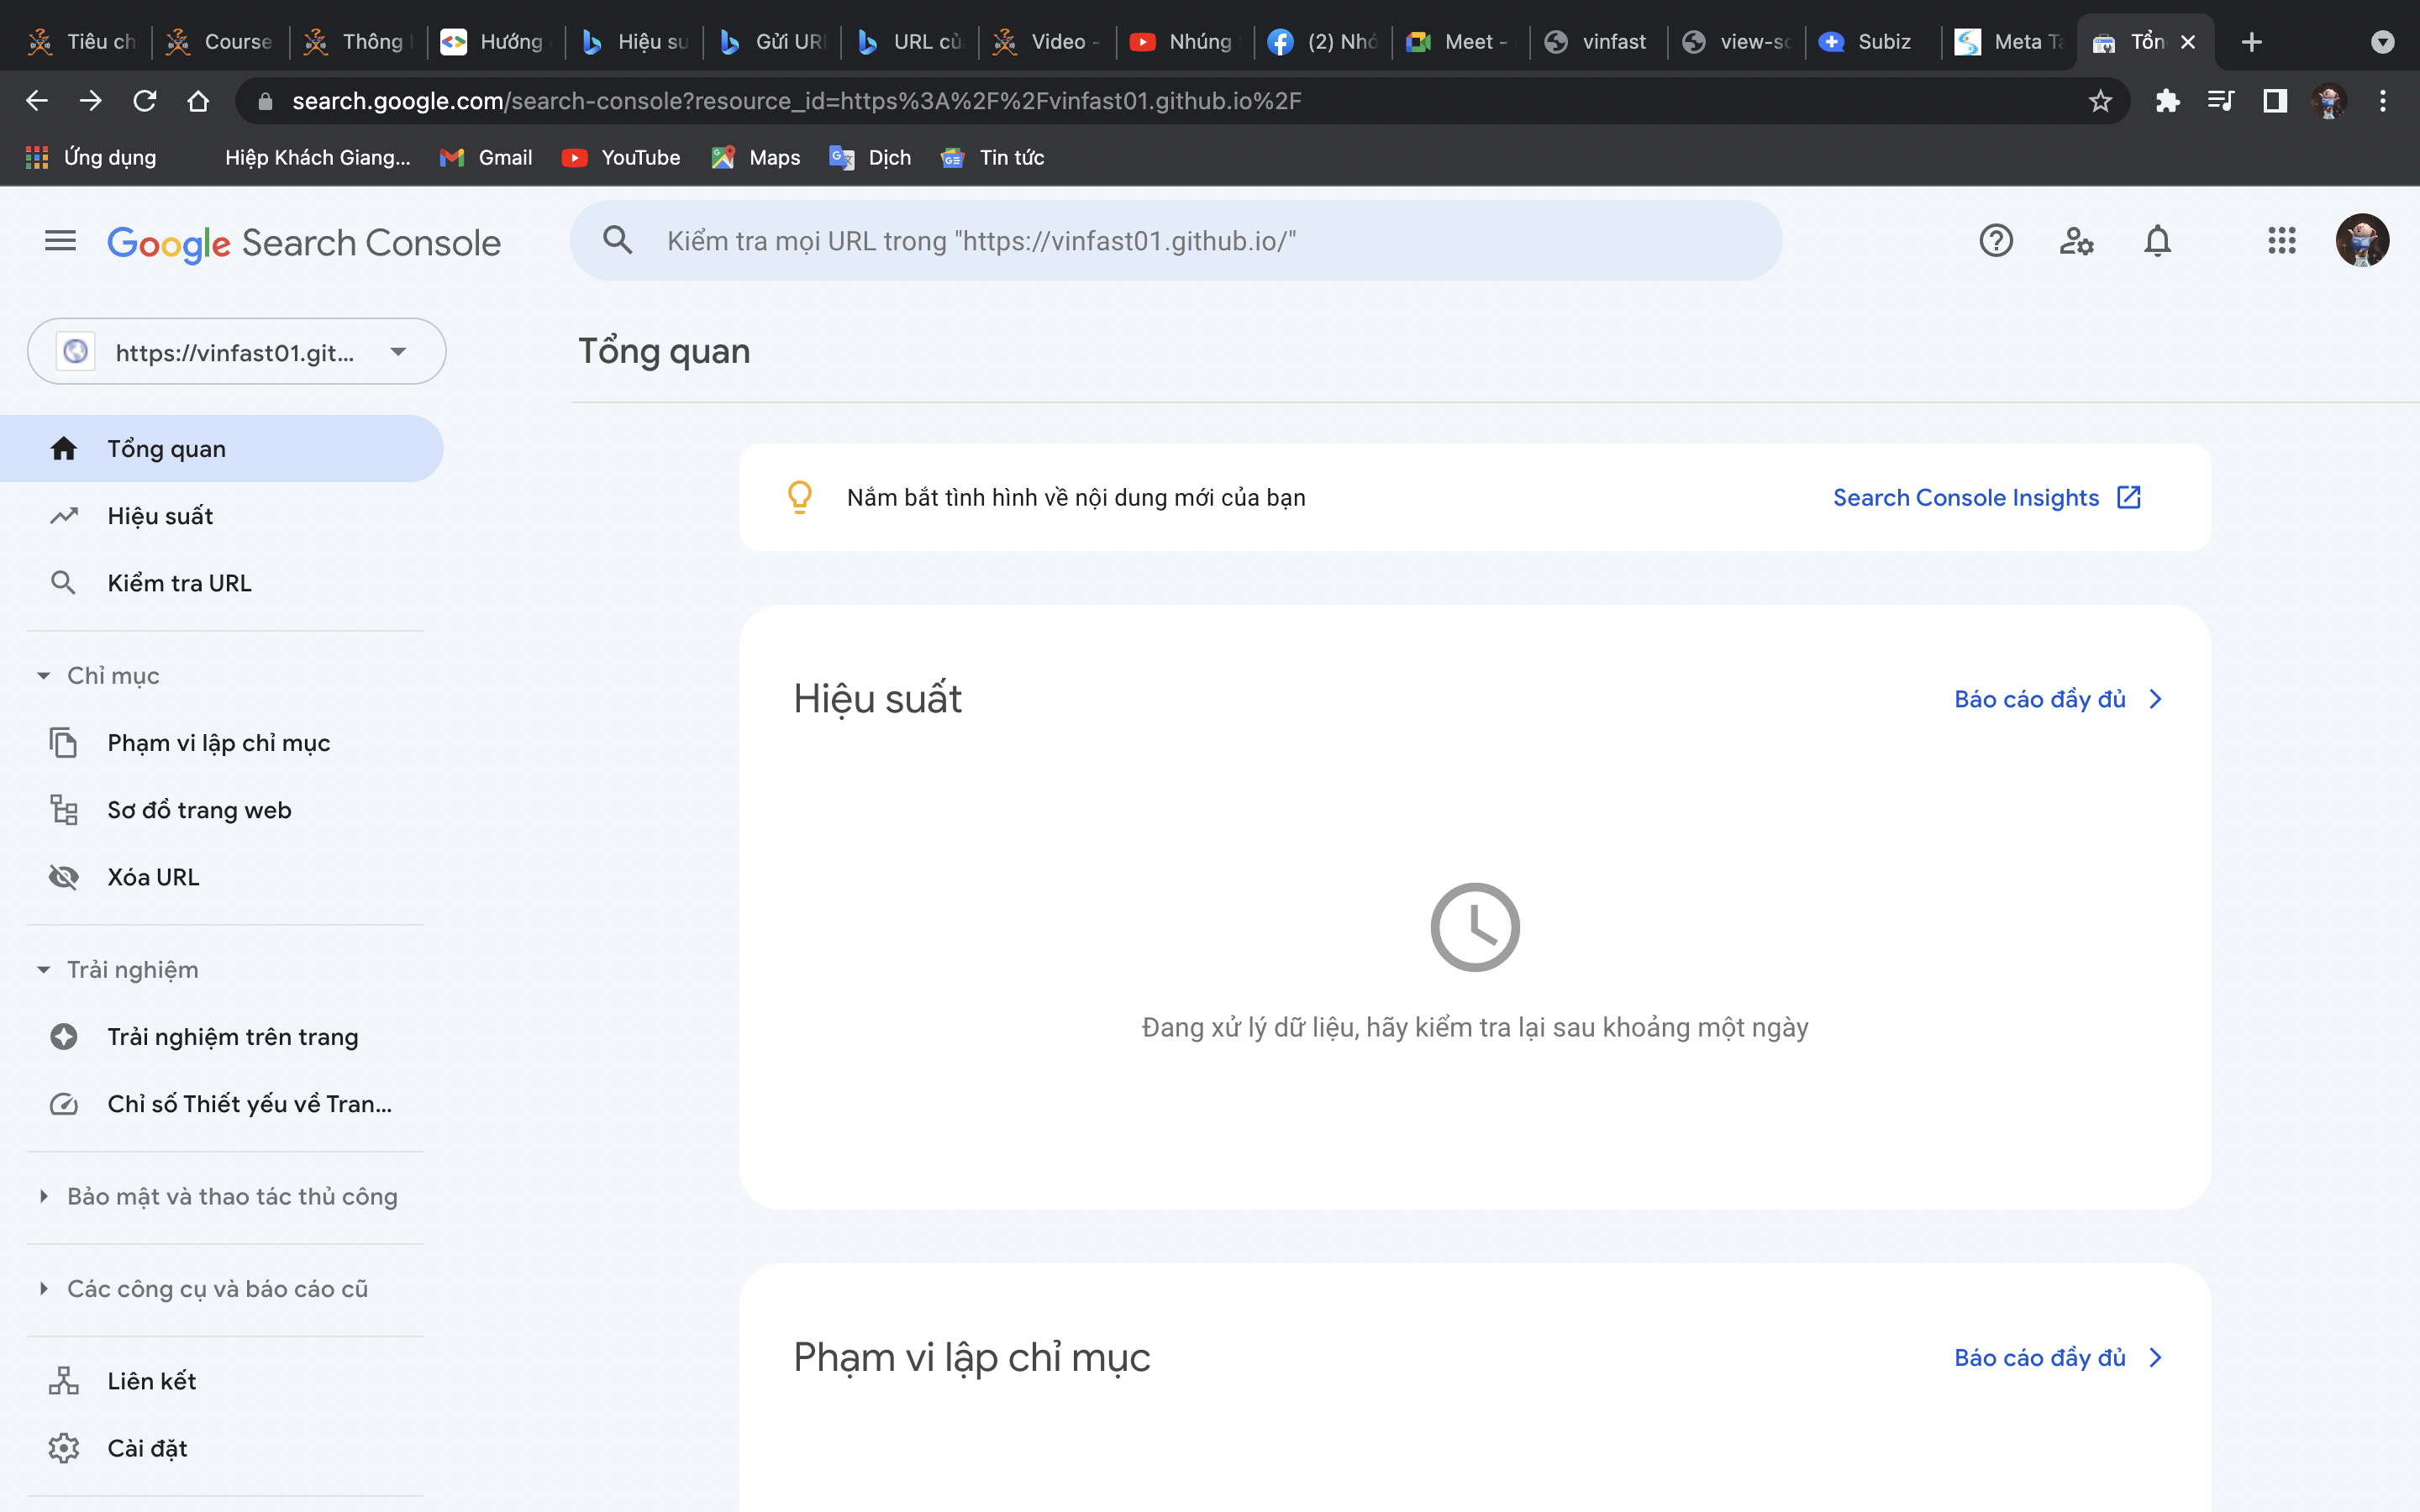 Tiêu ch
Course
Thông
Hướng
Hiệu su
Gửi URL
URL củ
Video -
Nhúng
(2) Nhó
Meet -
vinfast
view-so
Subiz
Meta Ta
Tổn
search.google.com/search-console?resource_id=https%3A%2F%2Fvinfast01.github.io%2F
Ứng dụng
Hiệp Khách Giang...
Gmail
YouTube
Maps
Dịch
Tin tức
Google Search Console
Kiểm tra mọi URL trong "https://vinfast01.github.io/"
https://vinfast01.git...
Tổng quan
Hiệu suất
Kiểm tra URL
Chỉ mục
Phạm vi lập chỉ mục
Sơ đồ trang web
Xóa URL
Trải nghiệm
Trải nghiệm trên trang
Chỉ số Thiết yếu về Tran...
Bảo mật và thao tác thủ công
Các công cụ và báo cáo cũ
Liên kết
Cài đặt
Tổng quan
Nắm bắt tình hình về nội dung mới của bạn
Search Console Insights
Hiệu suất
Báo cáo đầy đủ
Đang xử lý dữ liệu, hãy kiểm tra lại sau khoảng một ngày
Phạm vi lập chỉ mục
Báo cáo đầy đủ